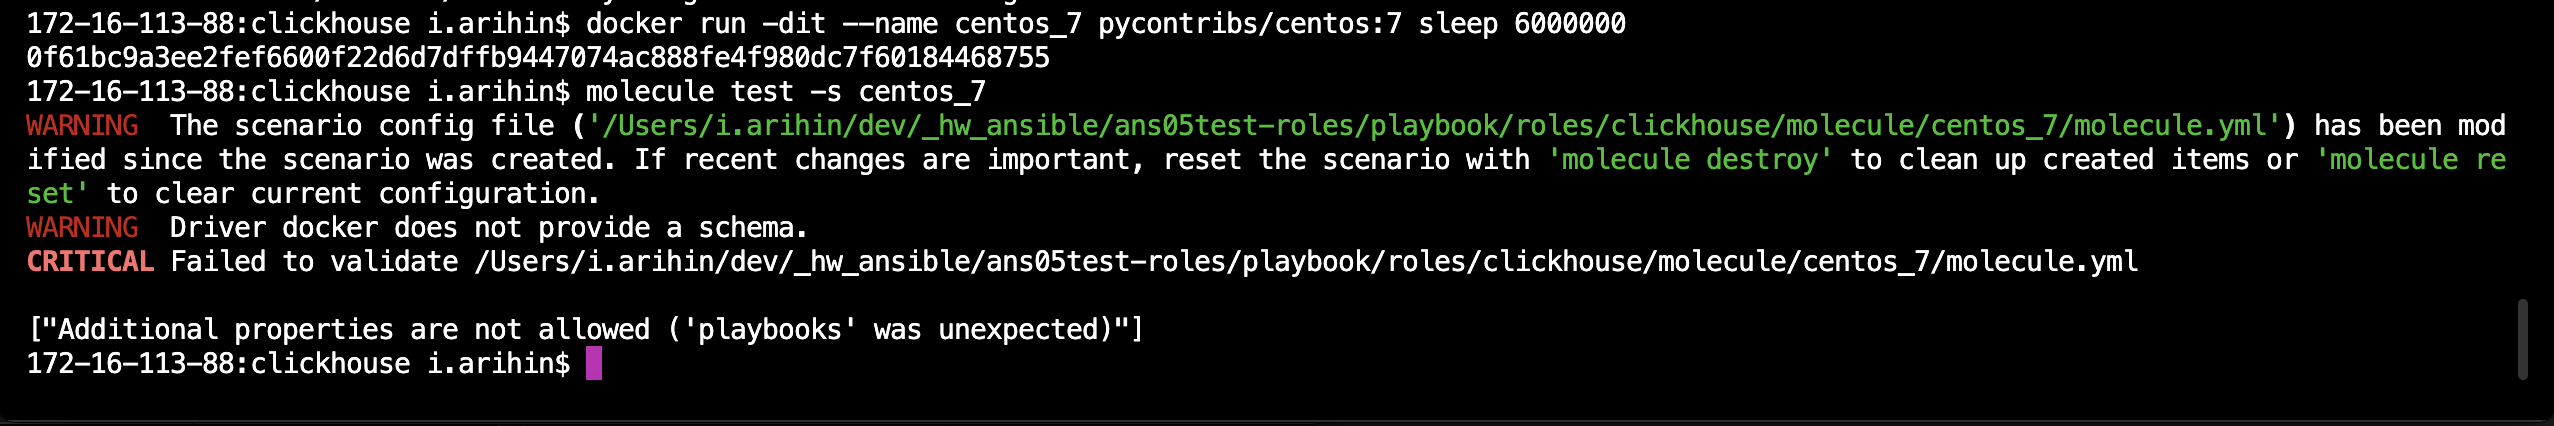 172-16-113-88:clickhouse i.arihin$ docker run -dit --name centos_7 pycontribs/centos:7 sleep 6000000
0f61bc9a3ee2fef6600f22d6d7dffb9447074ac888fe4f980dc7f60184468755
172-16-113-88:clickhouse i.arihin$ molecule test -s centos_7
WARNING  The scenario config file ('/Users/i.arihin/dev/_hw_ansible/ans05test-roles/playbook/roles/clickhouse/molecule/centos_7/molecule.yml') has been mod
ified since the scenario was created. If recent changes are important, reset the scenario with 'molecule destroy' to clean up created items or 'molecule re
set' to clear current configuration.
WARNING  Driver docker does not provide a schema.
CRITICAL Failed to validate /Users/i.arihin/dev/_hw_ansible/ans05test-roles/playbook/roles/clickhouse/molecule/centos_7/molecule.yml

["Additional properties are not allowed ('playbooks' was unexpected)"]
172-16-113-88:clickhouse i.arihin$